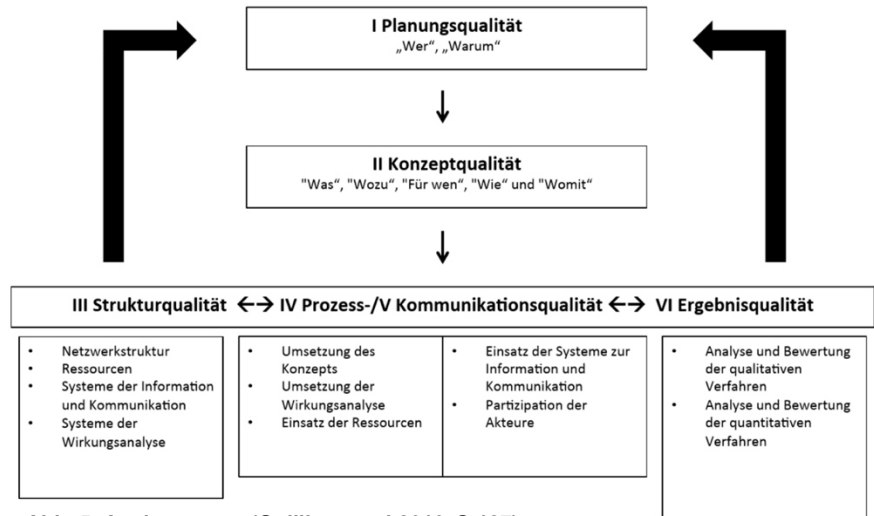 I Planungsqualität
„Wer“, „Warum“
II Konzeptqualität
"Was“, "Wozu“, "Für wen“, "Wie“ und "Womit“
III Strukturqualität ←→ IV Prozess-/V Kommunikationsqualität ←→ VI Ergebnisqualität
• Netzwerkstruktur
• Ressourcen
• Systeme der Information
und Kommunikation
• Systeme der
Wirkungsanalyse
• Umsetzung des
Konzepts
• Umsetzung der
Wirkungsanalyse
• Einsatz der Ressourcen
• Einsatz der Systeme zur
Information und
Kommunikation
• Partizipation der
Akteure
• Analyse und Bewertung
der qualitativen
Verfahren
• Analyse und Bewertung
der quantitativen
Verfahren